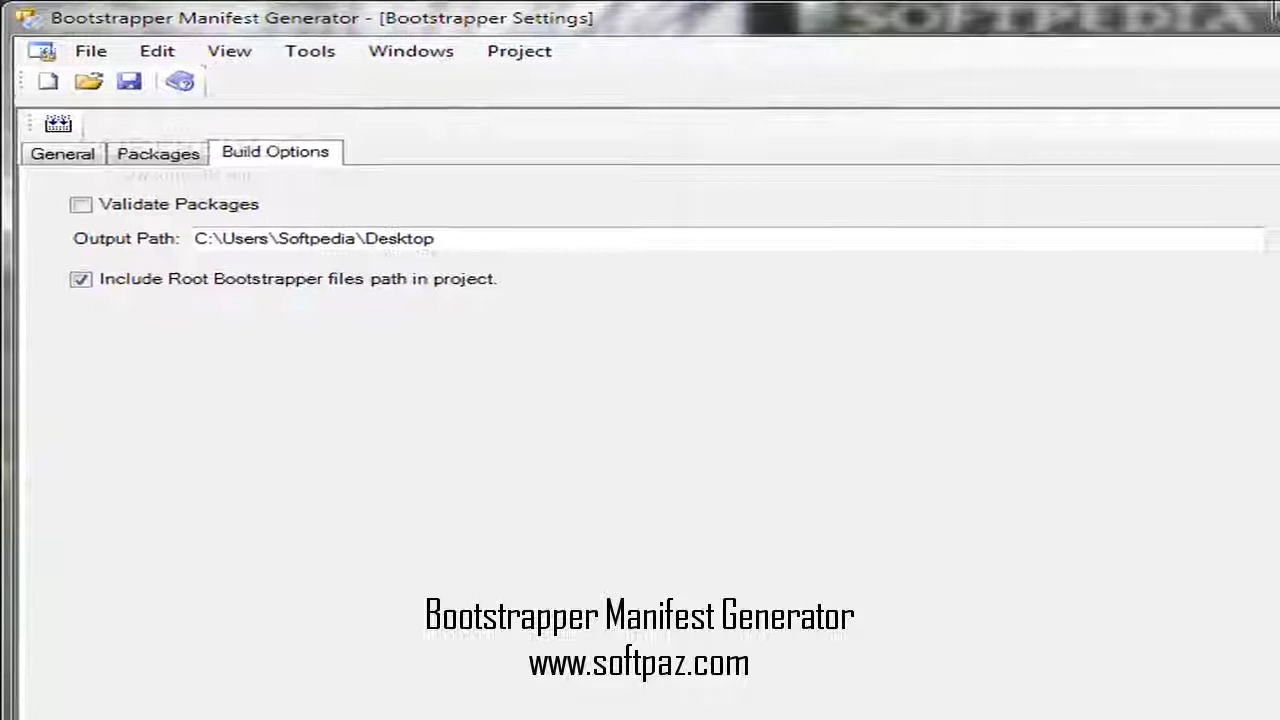 Bootstrapper Manifest Generator - [Bootstrapper Settings]
SOFTPEDIA
File Edit View Tools Windows Project
General Packages Build Options
Validate Packages
Output Path: C:\Users\Softpedia\Desktop
Include Root Bootstrapper files path in project.
Bootstrapper Manifest Generator
www.softpaz.com